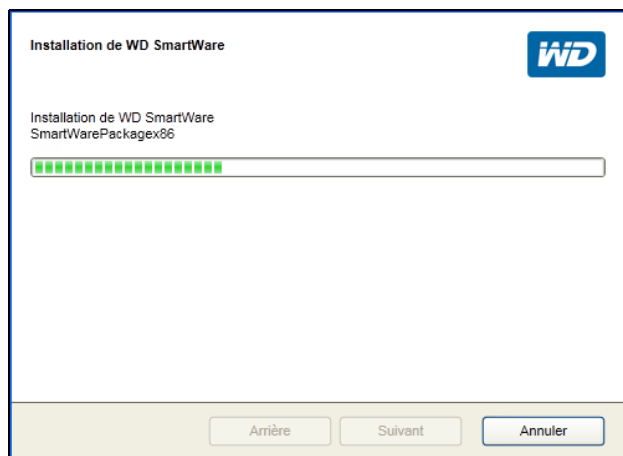 Installation de WD SmartWare
WD
Installation de WD SmartWare
SmartWarePackagex86
Arrière
Suivant
Annuler